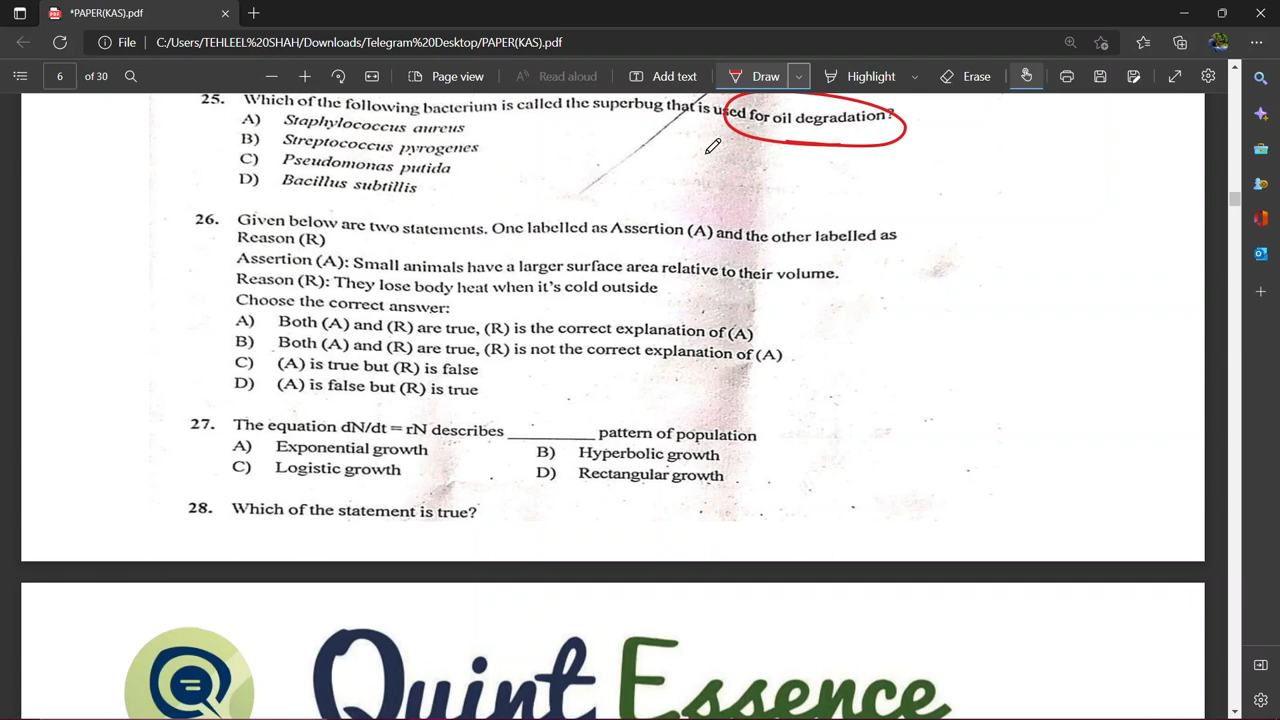 *PAPER(KAS).pdf
File C:/Users/TEHLEEL%20SHAH/Downloads/Telegram%20Desktop/PAPER(KAS).pdf
6 of 30 Page view Read aloud Add text Draw Highlight Erase
25. Which of the following bacterium is called the superbug that is used for oil degradation?
A) Staphylococcus aureus
B) Streptococcus pyrogenes
C) Pseudomonas putida
D) Bacillus subtillis
26. Given below are two statements. One labelled as Assertion (A) and the other labelled as
Reason (R)
Assertion (A): Small animals have a larger surface area relative to their volume.
Reason (R): They lose body heat when it's cold outside
Choose the correct answer:
A) Both (A) and (R) are true, (R) is the correct explanation of (A)
B) Both (A) and (R) are true, (R) is not the correct explanation of (A)
C) (A) is true but (R) is false
D) (A) is false but (R) is true
27. The equation dN/dt = rN describes _________ pattern of population
A) Exponential growth B) Hyperbolic growth
C) Logistic growth D) Rectangular growth
28. Which of the statement is true?
Quint Essence